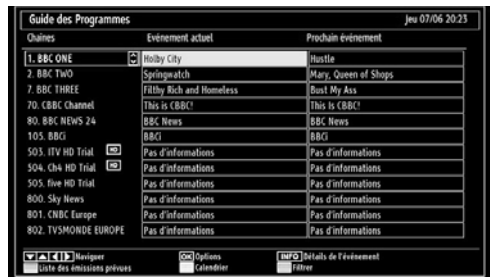 Guide des Programmes Jeu 07/06 20:23
Chaînes Evénement actuel Prochain événement
1. BBC ONE Holby City Hustle
2. BBC TWO Springwatch Mary, Queen of Shops
7. BBC THREE Filthy Rich and Homeless Bust My Ass
70. CBBC Channel This is CBBC! This Is CBBC!
80. BBC NEWS 24 BBC News BBC News
105. BBCi BBCi BBCi
503. ITV HD Trial HD Pas d'informations Pas d'informations
504. Ch4 HD Trial HD Pas d'informations Pas d'informations
505. five HD Trial Pas d'informations Pas d'informations
800. Sky News Pas d'informations Pas d'informations
801. CNBC Europe Pas d'informations Pas d'informations
802. TV5MONDE EUROPE Pas d'informations Pas d'informations
Naviguer OK Options INFO Détails de l'événement
Liste des émissions prévues Calendrier Filtrer